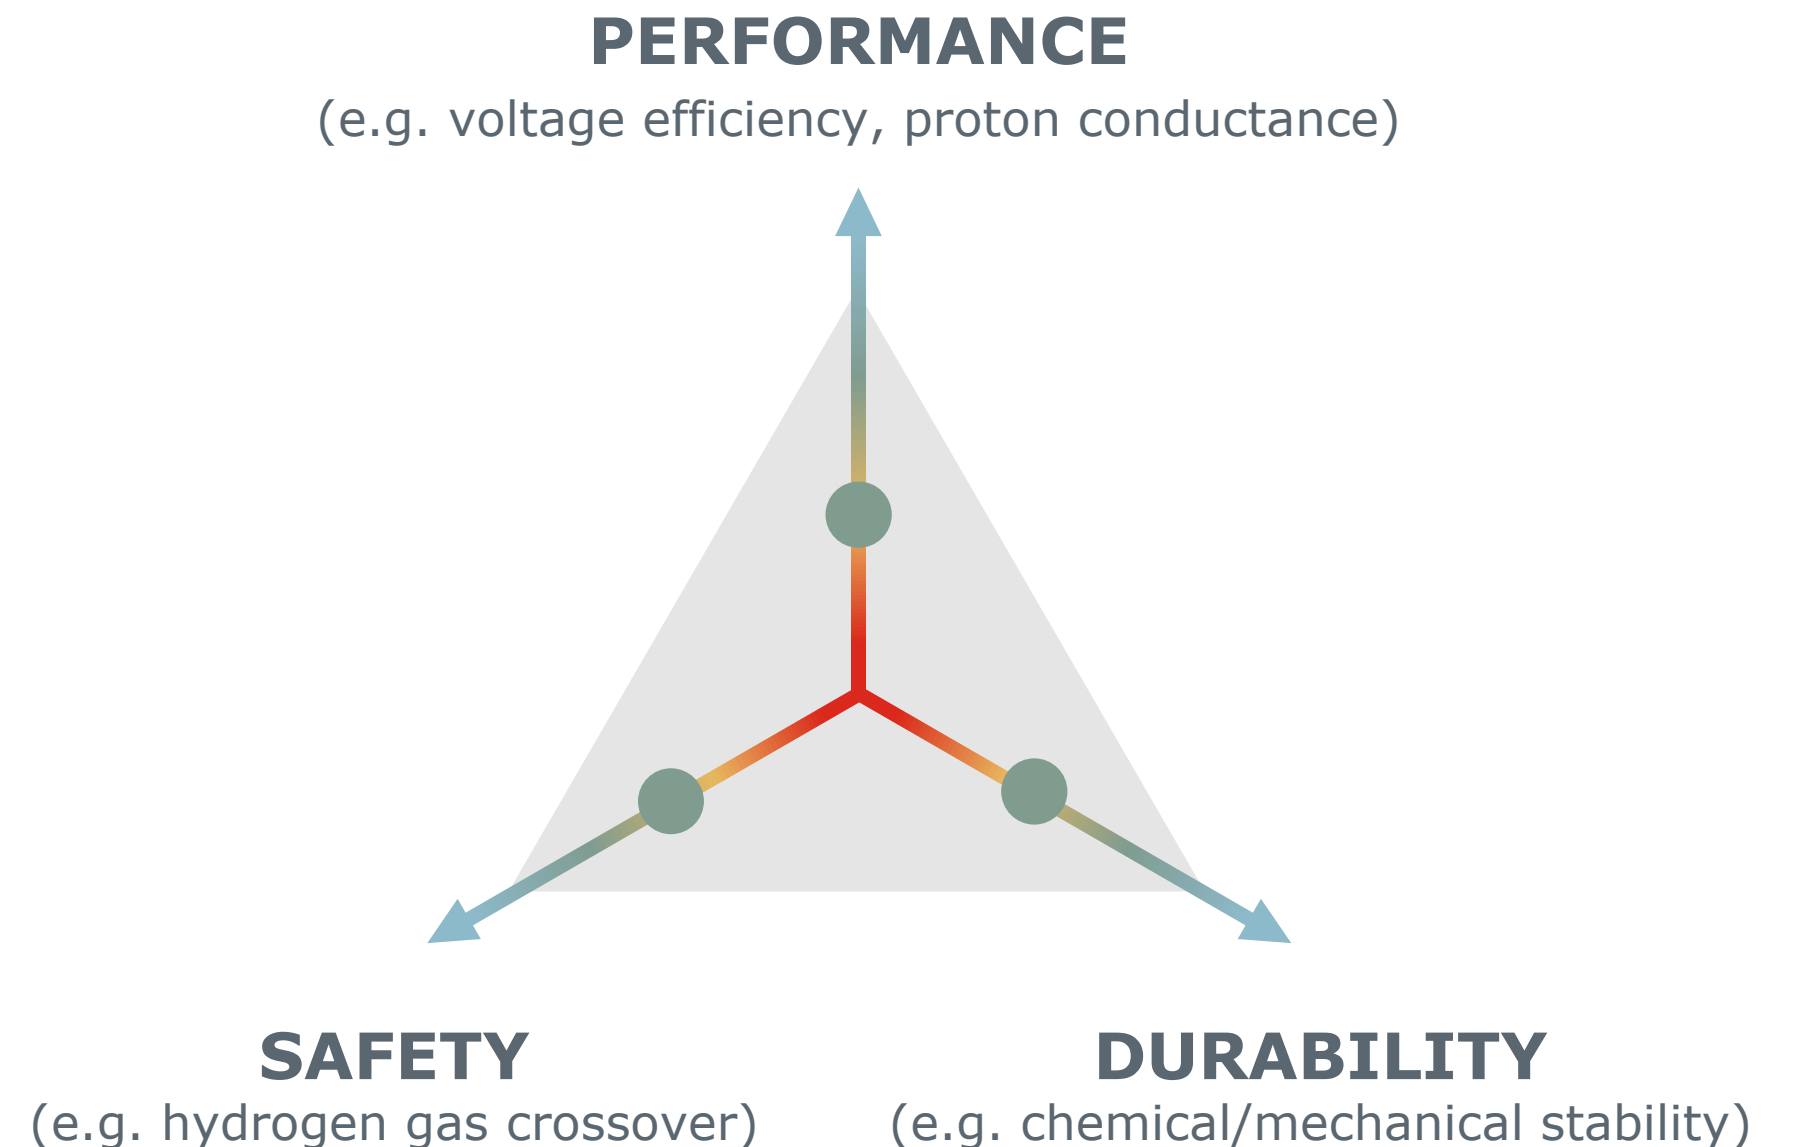 PERFORMANCE
(e.g. voltage efficiency, proton conductance)
SAFETY
(e.g. hydrogen gas crossover)
DURABILITY
(e.g. chemical/mechanical stability)